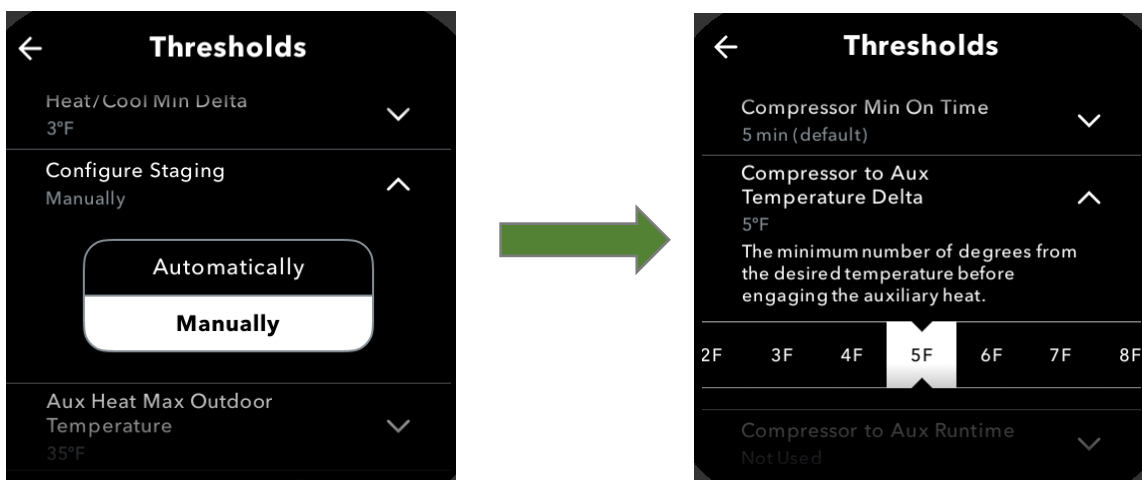 Thresholds
Heat/Cool Min Delta
3°F
Configure Staging
Manually
Automatically
Manually
Aux Heat Max Outdoor
Temperature
35°F
Thresholds
Compressor Min On Time
5 min (default)
Compressor to Aux
Temperature Delta
5°F
The minimum number of degrees from
the desired temperature before
engaging the auxiliary heat.
2F 3F 4F 5F 6F 7F 8F
Compressor to Aux Runtime
Not Used